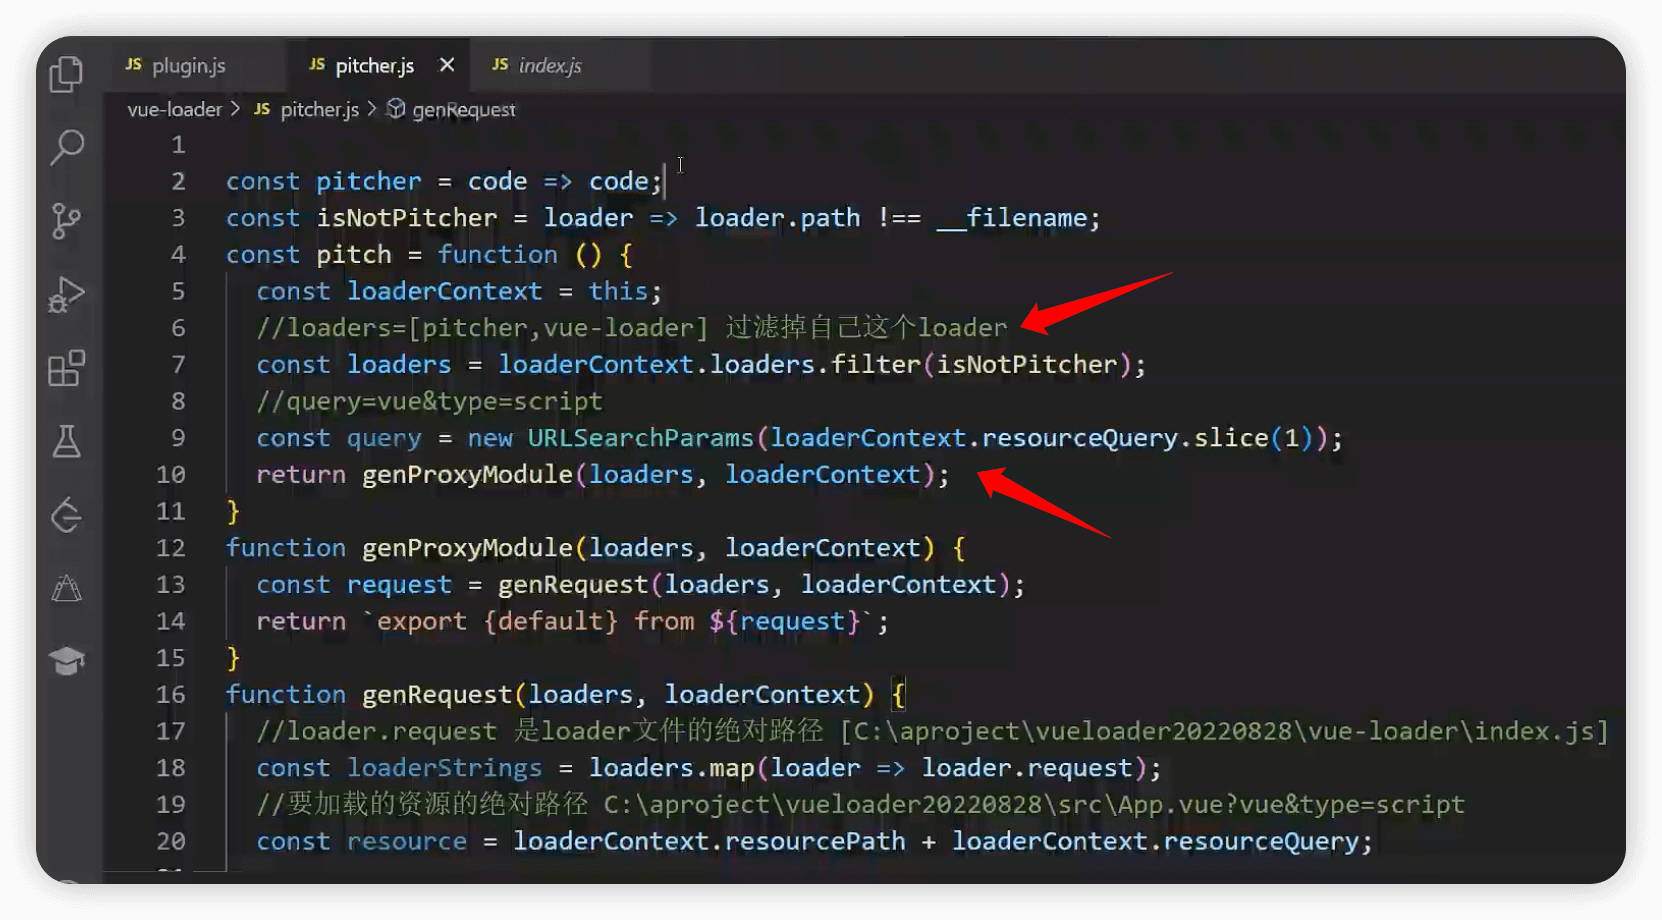 JS plugin.js JS pitcher.js × JS index.js
vue-loader > JS pitcher.js > genRequest
1
2 const pitcher = code => code;
3 const isNotPitcher = loader => loader.path !== __filename;
4 const pitch = function () {
5 const loaderContext = this;
6 //loaders=[pitcher,vue-loader] 过滤掉自己这个loader
7 const loaders = loaderContext.loaders.filter(isNotPitcher);
8 //query=vue&type=script
9 const query = new URLSearchParams(loaderContext.resourceQuery.slice(1));
10 return genProxyModule(loaders, loaderContext);
11 }
12 function genProxyModule(loaders, loaderContext) {
13 const request = genRequest(loaders, loaderContext);
14 return `export {default} from ${request}`;
15 }
16 function genRequest(loaders, loaderContext) {
17 //loader.request 是loader文件的绝对路径 [C:\aproject\vueloader20220828\vue-loader\index.js]
18 const loaderStrings = loaders.map(loader => loader.request);
19 //要加载的资源的绝对路径 C:\aproject\vueloader20220828\src\App.vue?vue&type=script
20 const resource = loaderContext.resourcePath + loaderContext.resourceQuery;